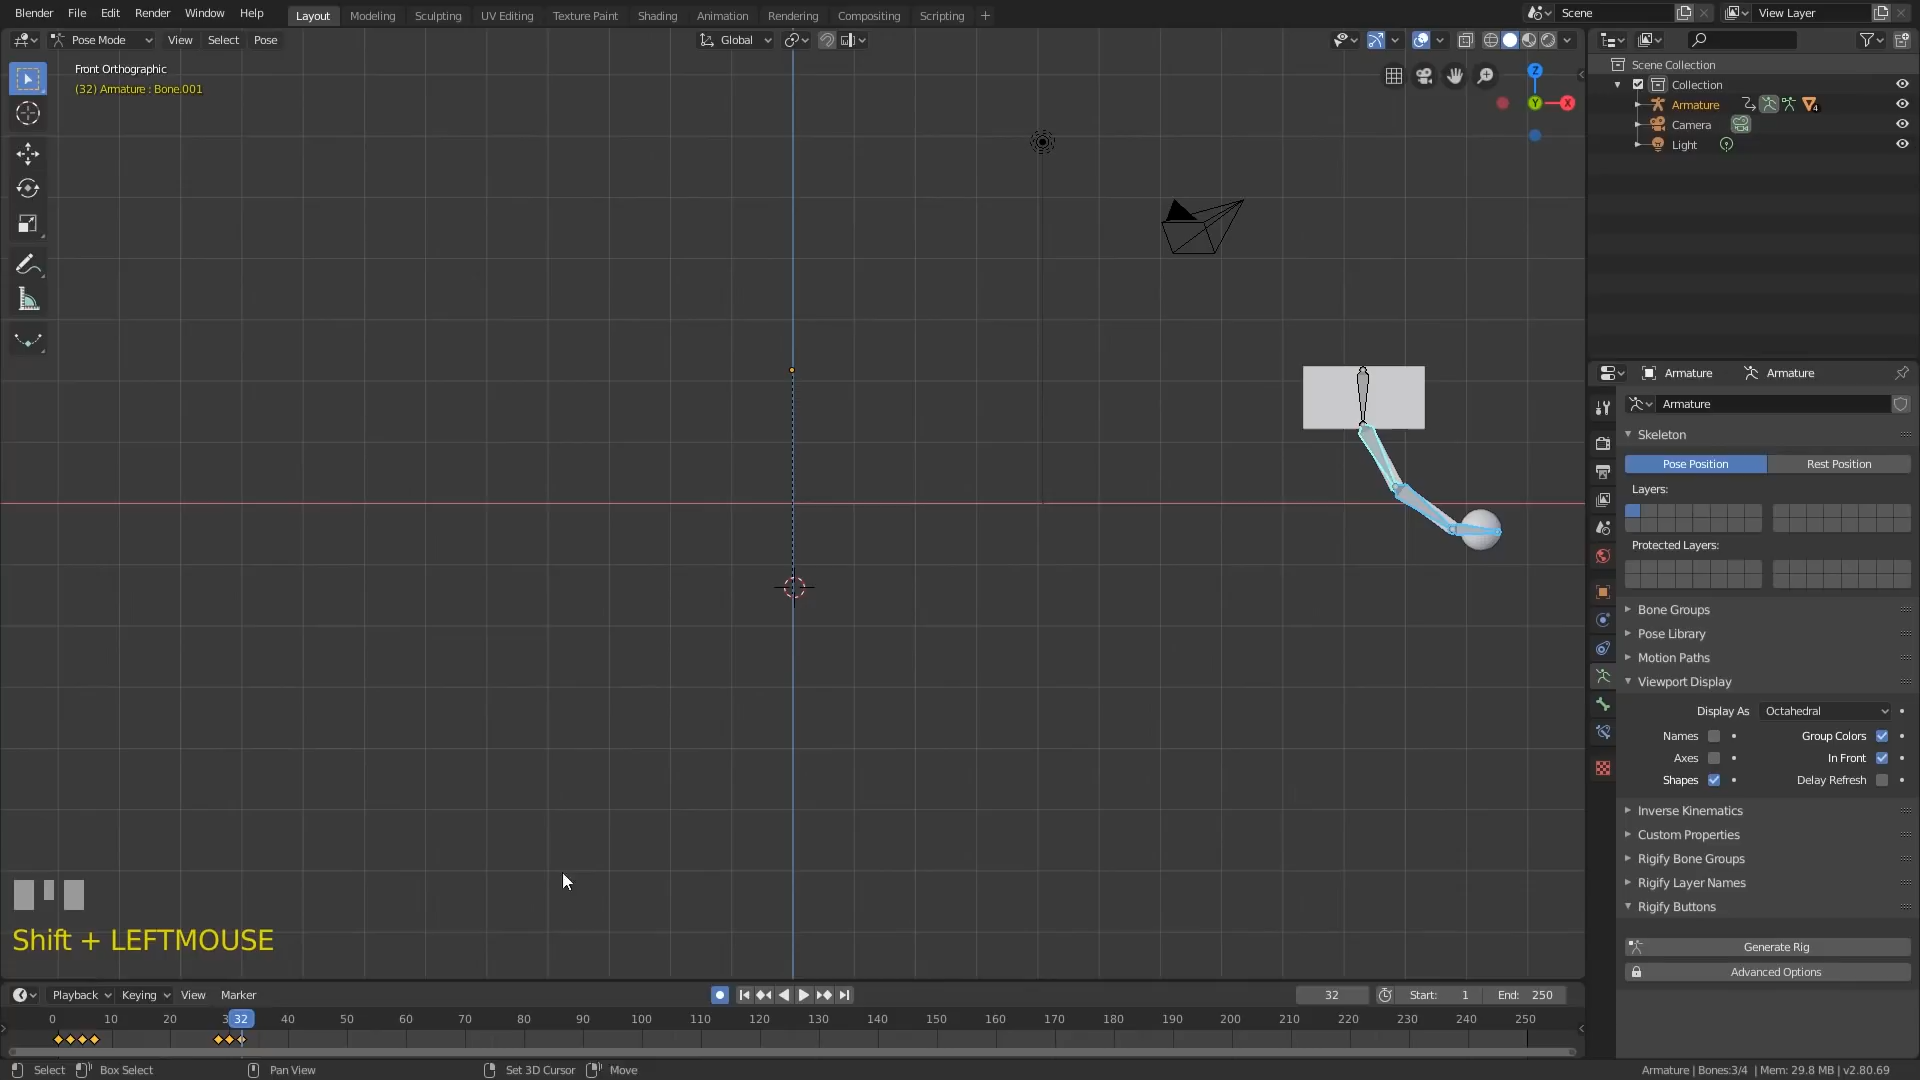 Blender File Edit Render Window Help Layout Modeling Sculpting UV Editing Texture Paint Shading Animation Rendering Compositing Scripting Scene View Layer
Pose Mode View Select Pose Global
Front Orthographic
(32) Armature : Bone.001
Z
Y
X
Scene Collection
Collection
Armature 4
Camera
Light
Armature Armature
Armature
Skeleton
Pose Position Rest Position
Layers:
Protected Layers:
Bone Groups
Pose Library
Motion Paths
Viewport Display
Display As Octahedral
Names Group Colors
Axes In Front
Shapes Delay Refresh
Inverse Kinematics
Custom Properties
Rigify Bone Groups
Rigify Layer Names
Rigify Buttons
Generate Rig
Advanced Options
Shift + LEFTMOUSE
Playback Keying View Marker 32 Start: 1 End: 250
0 10 20 32 40 50 60 70 80 90 100 110 120 130 140 150 160 170 180 190 200 210 220 230 240 250
Select Box Select Pan View Set 3D Cursor Move Armature | Bones:3/4 | Mem: 29.8 MB | v2.80.69